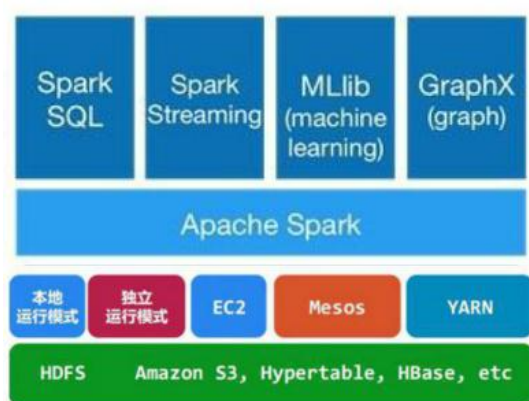 Spark
SQL
Spark
Streaming
MLlib
(machine
learning)
GraphX
(graph)
Apache Spark
本地
运行模式
独立
运行模式
EC2
Mesos
YARN
HDFS Amazon S3, Hypertable, HBase, etc